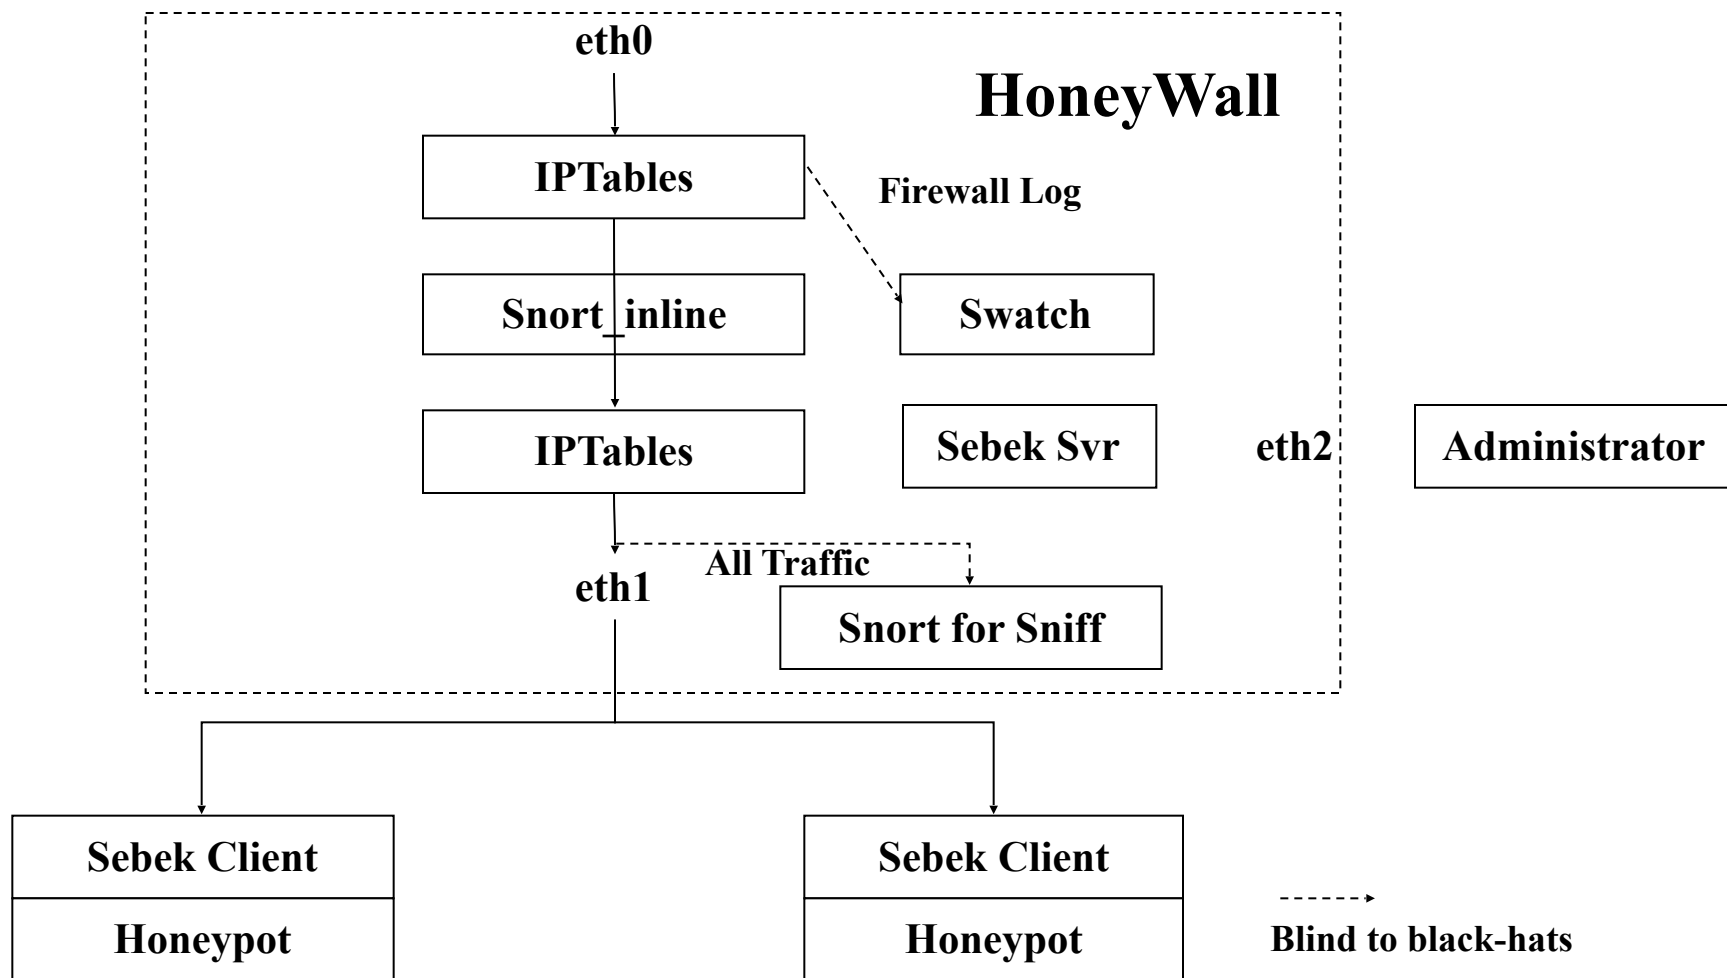 eth0
HoneyWall
IPTables
Firewall Log
Snort_inline
Swatch
IPTables
Sebek Svr
eth2
Administrator
All Traffic
eth1
Snort for Sniff
Sebek Client
Sebek Client
Honeypot
Honeypot
Blind to black-hats